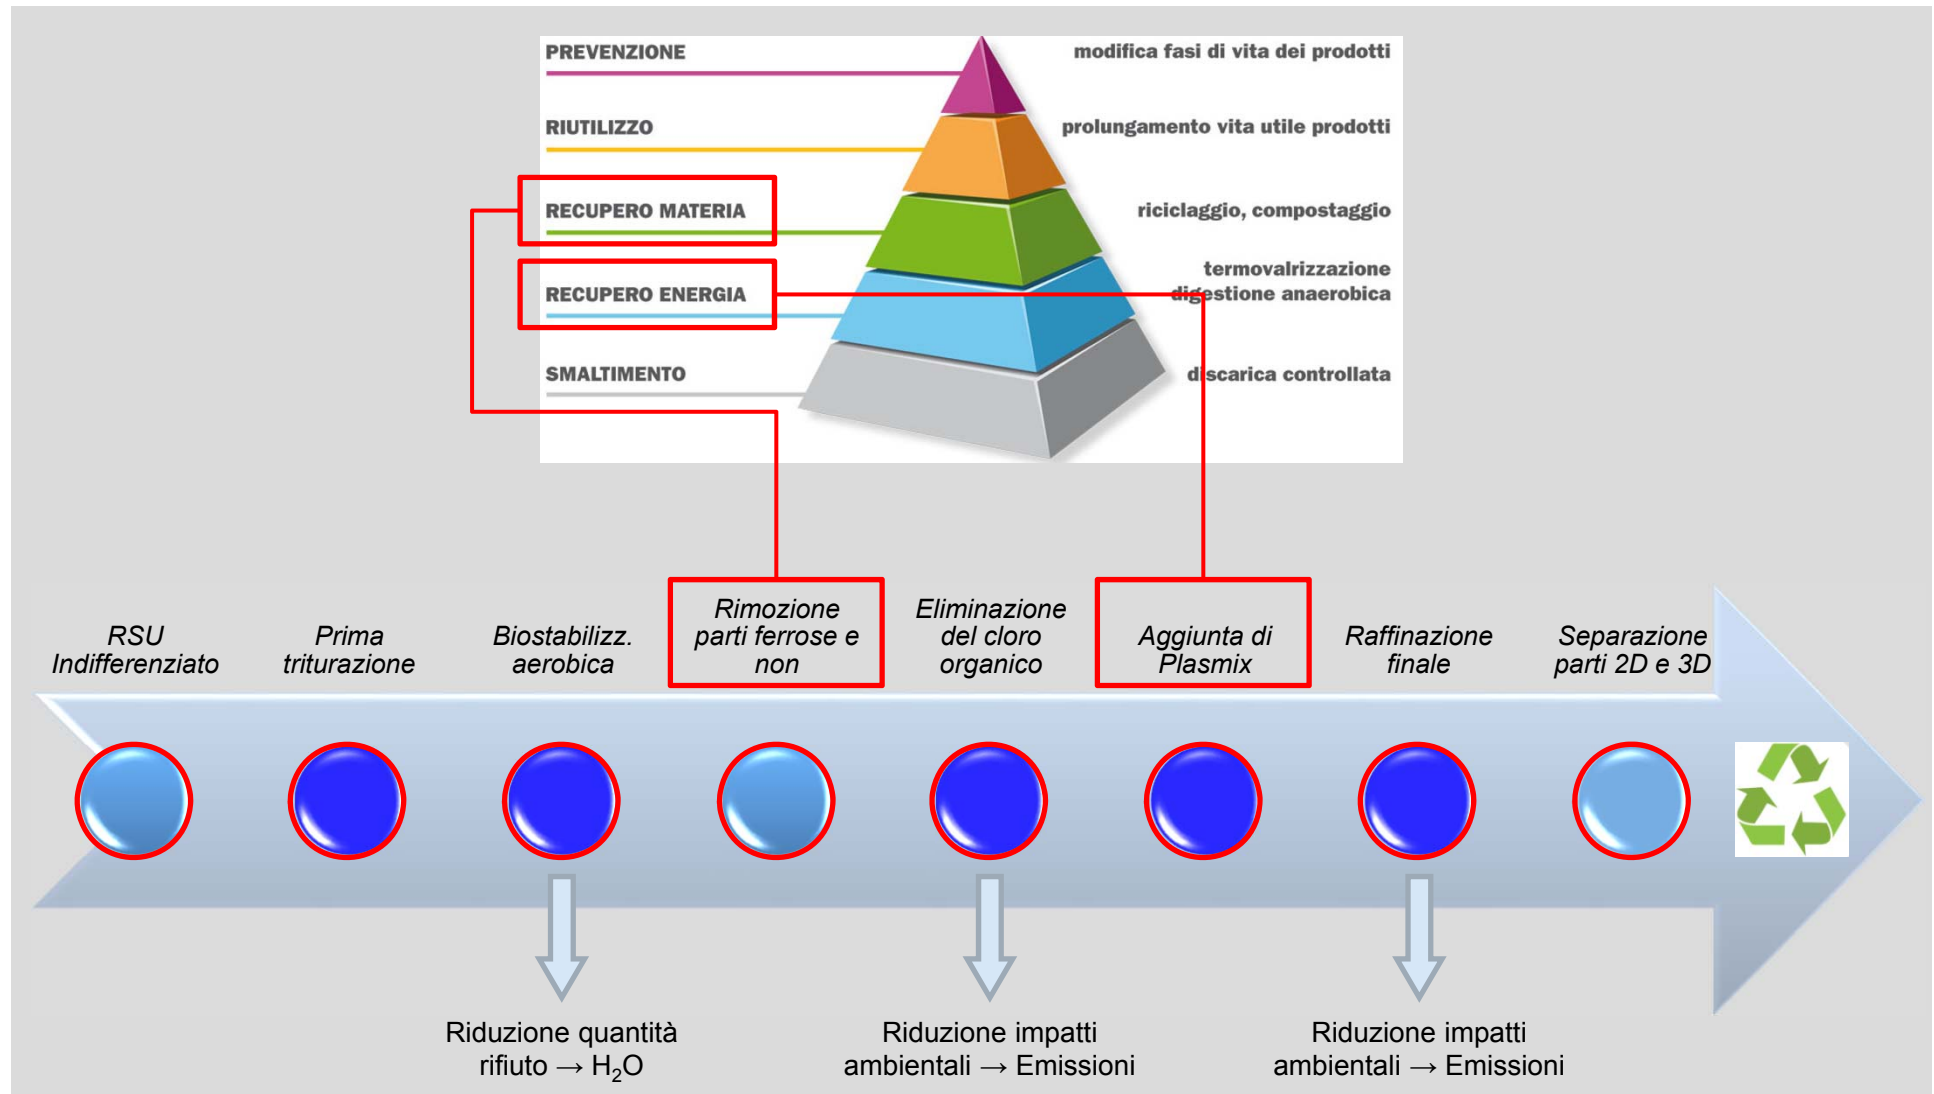 PREVENZIONE
modifica fasi di vita dei prodotti
RIUTILIZZO
prolungamento vita utile prodotti
RECUPERO MATERIA
riciclaggio, compostaggio
RECUPERO ENERGIA
termovalrizzazione
digestione anaerobica
SMALTIMENTO
discarica controllata
RSU
Indifferenziato
Prima
triturazione
Biostabilizz.
aerobica
Rimozione
parti ferrose e
non
Eliminazione
del cloro
organico
Aggiunta di
Plasmix
Raffinazione
finale
Separazione
parti 2D e 3D
Riduzione quantità
rifiuto → H₂O
Riduzione impatti
ambientali → Emissioni
Riduzione impatti
ambientali → Emissioni